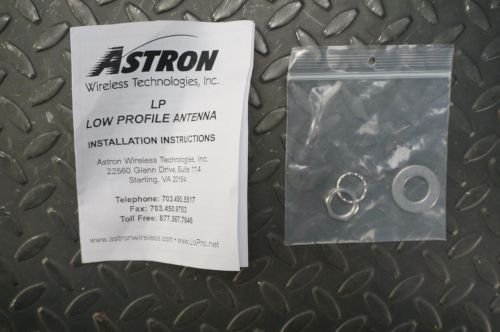 ASTRON
Wireless Technologies, Inc.
LP
LOW PROFILE ANTENNA
INSTALLATION INSTRUCTIONS
Astron Wireless Technologies, Inc.
22560 Glenn Drive, Suite 114
Sterling, VA 20164
Telephone: 703.450.5517
Fax: 703.450.9753
Toll Free: 877.567.7646
www.astronwireless.com • www.LoPro.net